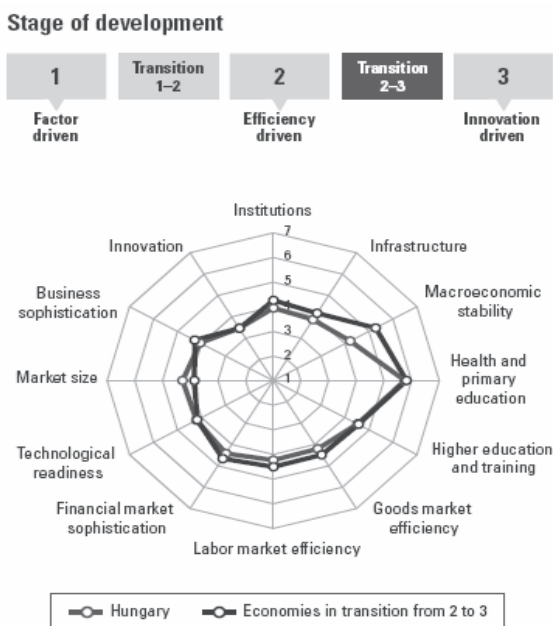 Stage of development
1
Transition
1–2
2
Transition
2–3
3
Factor
driven
Efficiency
driven
Innovation
driven
Institutions
Infrastructure
Macroeconomic
stability
Health and
primary
education
Higher education
and training
Goods market
efficiency
Labor market efficiency
Financial market
sophistication
Technological
readiness
Market size
Business
sophistication
Innovation
7
6
5
4
3
2
1
Hungary
Economies in transition from 2 to 3